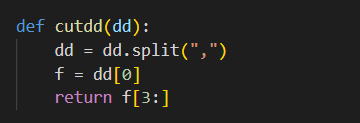 def cutdd(dd):
    dd = dd.split(",")
    f = dd[0]
    return f[3:]